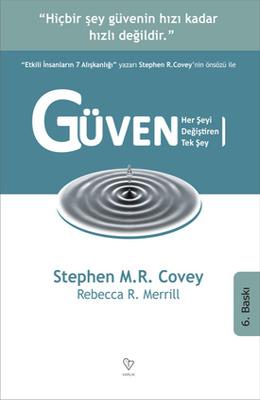 “Hiçbir şey güvenin hızı kadar
hızlı değildir.”
“Etkili İnsanların 7 Alışkanlığı” yazarı Stephen R.Covey’nin önsözü ile
GÜVEN
Her Şeyi
Değiştiren
Tek Şey
Stephen M.R. Covey
Rebecca R. Merrill
6. Baskı
VARLIK